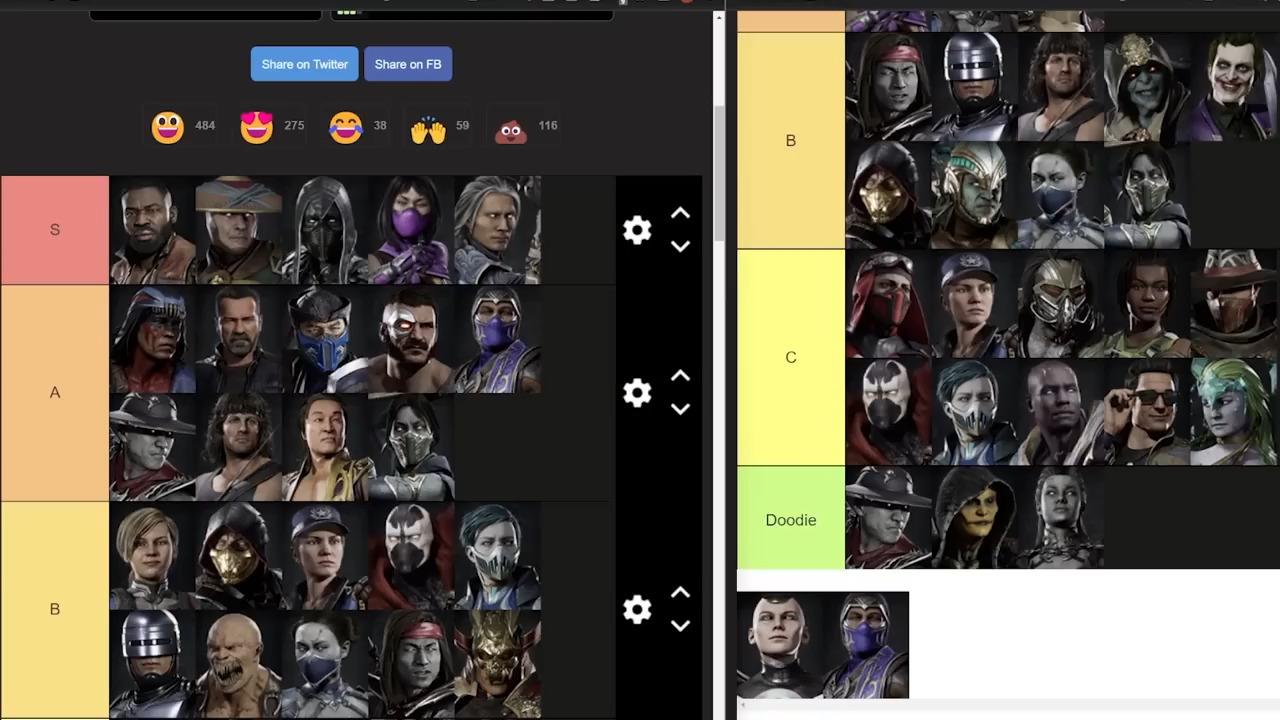 Share on Twitter
Share on FB
484
275
38
59
116
S
A
B
B
C
Doodie